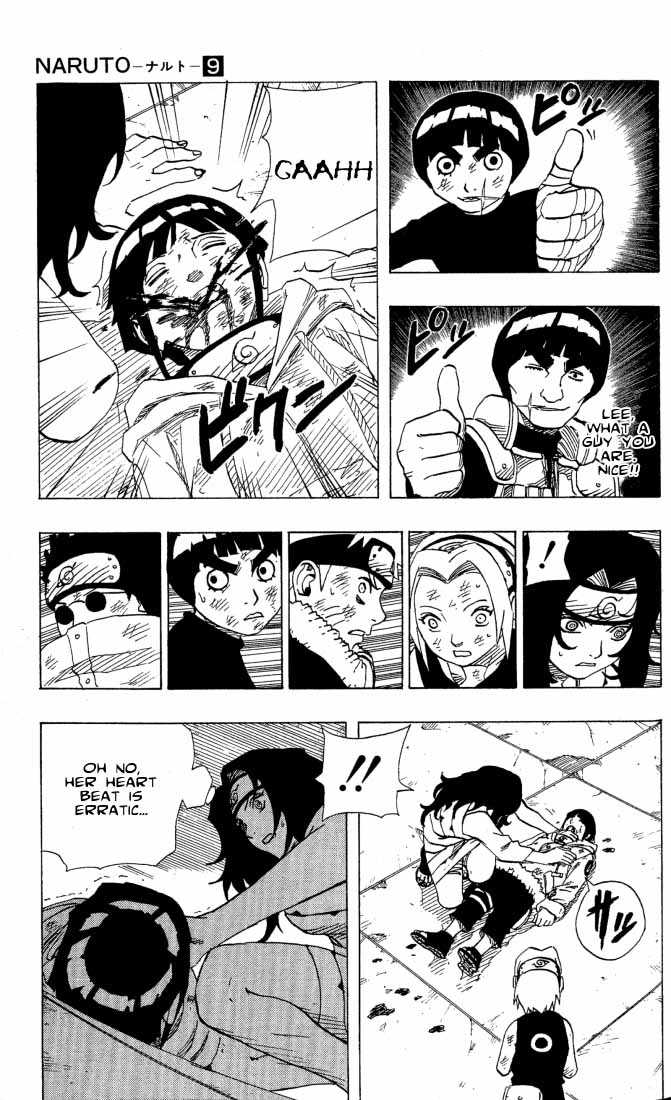 NARUTO—ナルト—9
ピッ
GAAHH
ビクン
ピッ
LEE,
WHAT A
GUY YOU
ARE.
NICE!!
!
OH NO,
HER HEART
BEAT IS
ERRATIC...
!!
サッ